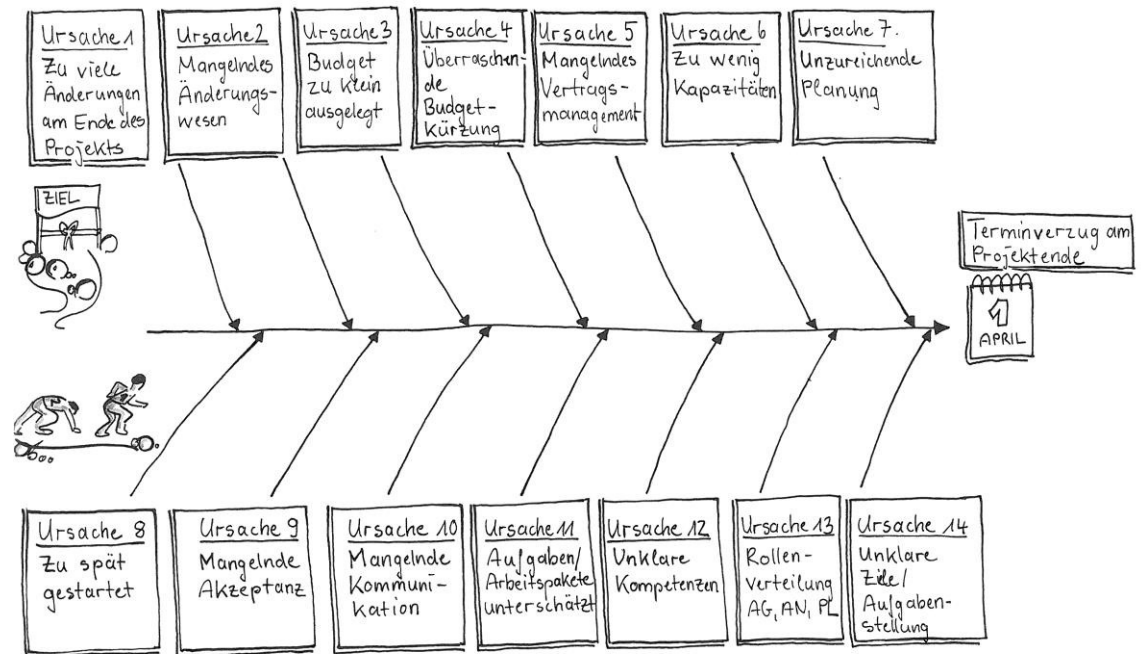 Ursache 1
Zu viele
Änderungen
am Ende des
Projekts
Ursache 2
Mangelndes
Änderungs-
wesen
Ursache 3
Budget
zu klein
ausgelegt
Ursache 4
Überraschen-
de
Budget-
kürzung
Ursache 5
Mangelndes
Vertrags-
management
Ursache 6
Zu wenig
Kapazitäten
Ursache 7.
Unzureichende
Planung
ZIEL
Terminverzug am
Projektende
1
APRIL
Ursache 8
Zu spät
gestartet
Ursache 9
Mangelnde
Akzeptanz
Ursache 10
Mangelnde
Kommuni-
kation
Ursache 11
Aufgaben/
Arbeitspakete
unterschätzt
Ursache 12
Unklare
Kompetenzen
Ursache 13
Rollen-
verteilung
AG, AN, PL
Ursache 14
Unklare
Ziele/
Aufgaben-
stellung